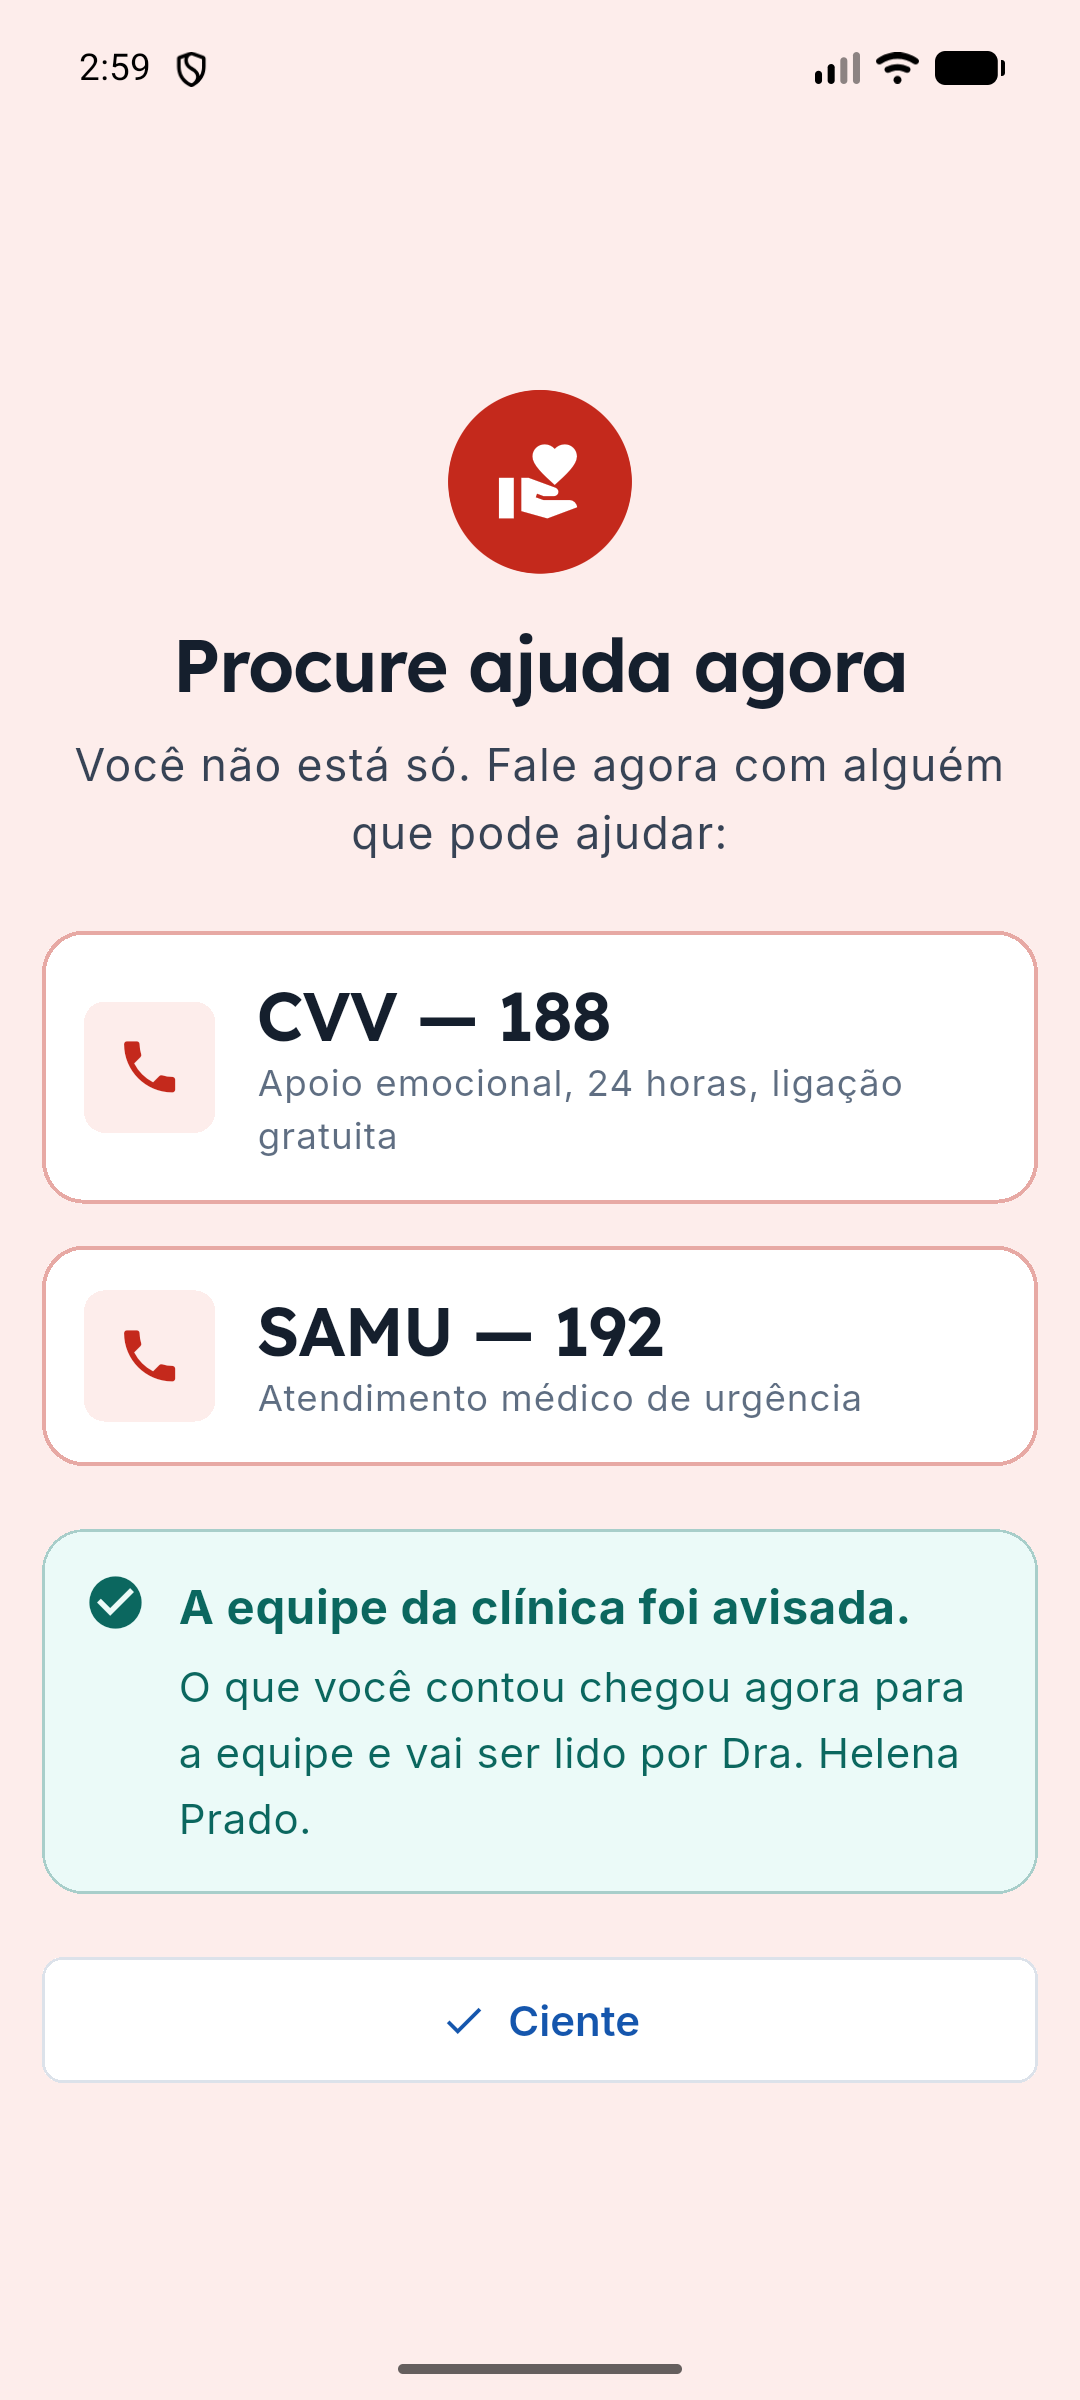 2:59
Procure ajuda agora
Você não está só. Fale agora com alguém
que pode ajudar:
CVV — 188
Apoio emocional, 24 horas, ligação
gratuita
SAMU — 192
Atendimento médico de urgência
A equipe da clínica foi avisada.
O que você contou chegou agora para
a equipe e vai ser lido por Dra. Helena
Prado.
Ciente